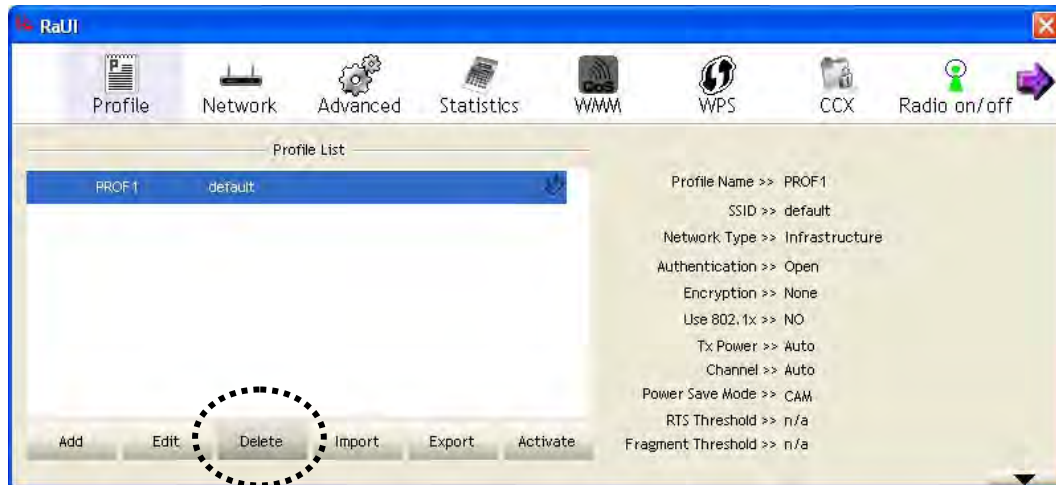 RaUI
Profile Network Advanced Statistics WMM WPS CCX Radio on/off
Profile List
PROF1 default
Profile Name >> PROF1
SSID >> default
Network Type >> Infrastructure
Authentication >> Open
Encryption >> None
Use 802.1x >> NO
Tx Power >> Auto
Channel >> Auto
Power Save Mode >> CAM
RTS Threshold >> n/a
Fragment Threshold >> n/a
Add Edit Delete Import Export Activate